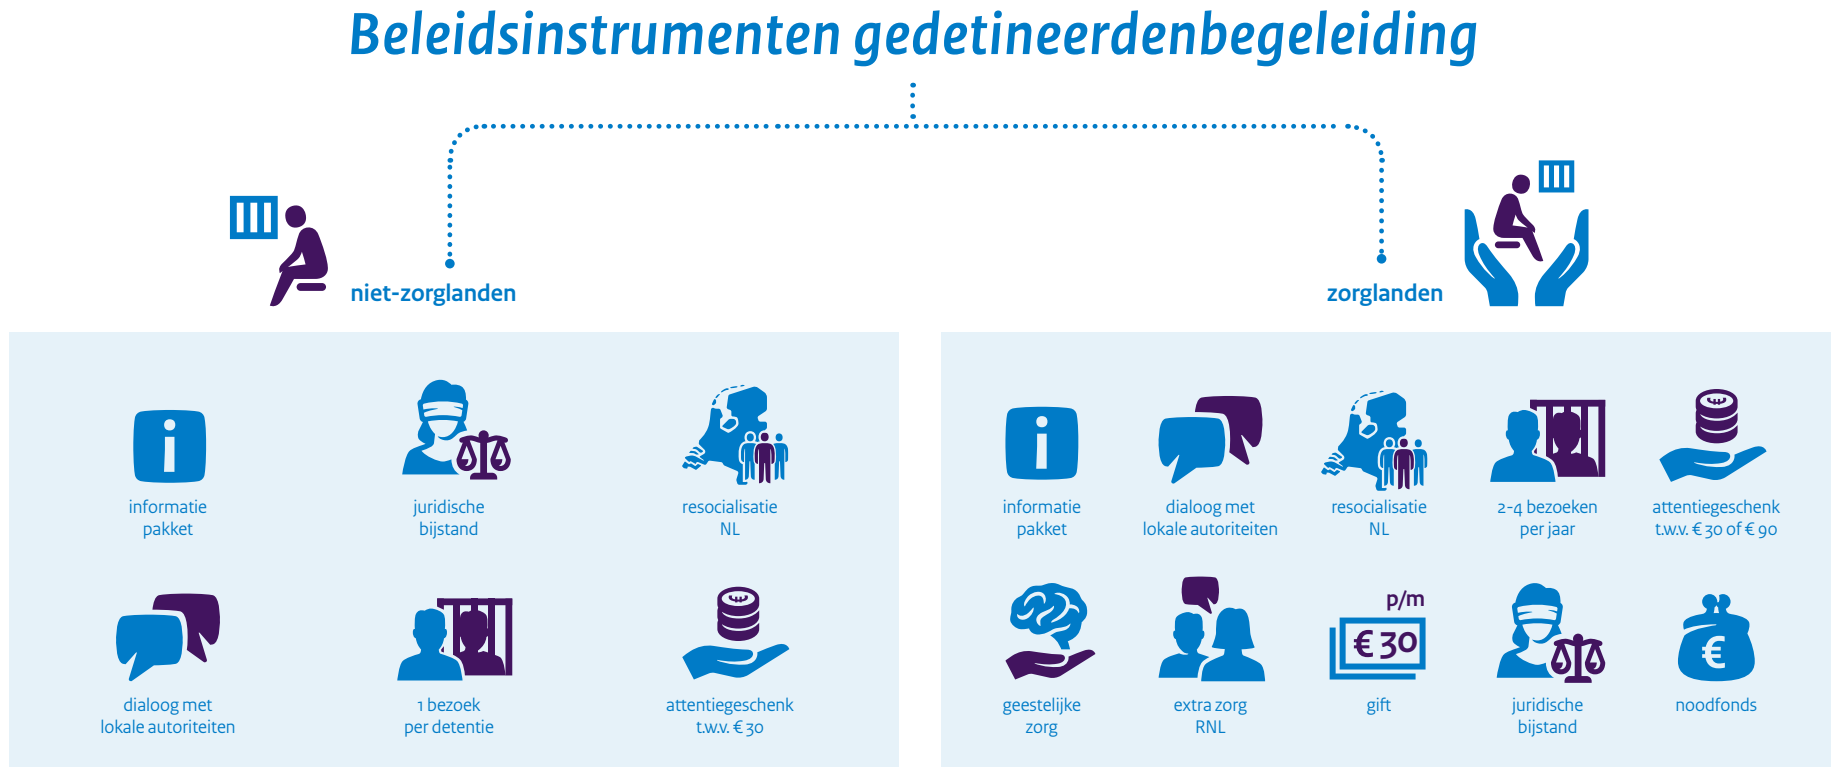 Beleidsinstrumenten gedetineerdenbegeleiding
niet-zorglanden
informatie
pakket
juridische
bijstand
resocialisatie
NL
dialoog met
lokale autoriteiten
1 bezoek
per detentie
attentiegeschenk
t.w.v. € 30
zorglanden
informatie
pakket
dialoog met
lokale autoriteiten
resocialisatie
NL
2-4 bezoeken
per jaar
attentiegeschenk
t.w.v. € 30 of € 90
geestelijke
zorg
extra zorg
RNL
p/m
€ 30
gift
juridische
bijstand
€
noodfonds